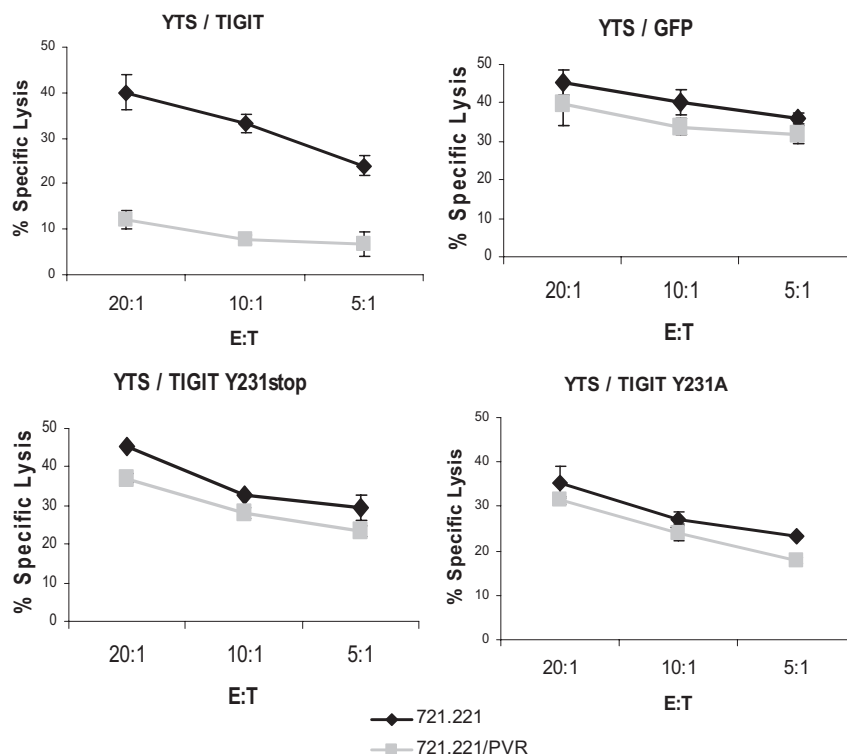 YTS / TIGIT
% Specific Lysis
50
40
30
20
10
0
20:1 10:1 5:1
E:T
YTS / GFP
% Specific Lysis
50
40
30
20
10
0
20:1 10:1 5:1
E:T
YTS / TIGIT Y231stop
% Specific Lysis
50
40
30
20
10
0
20:1 10:1 5:1
E:T
YTS / TIGIT Y231A
% Specific Lysis
50
40
30
20
10
0
20:1 10:1 5:1
E:T
721.221
721.221/PVR